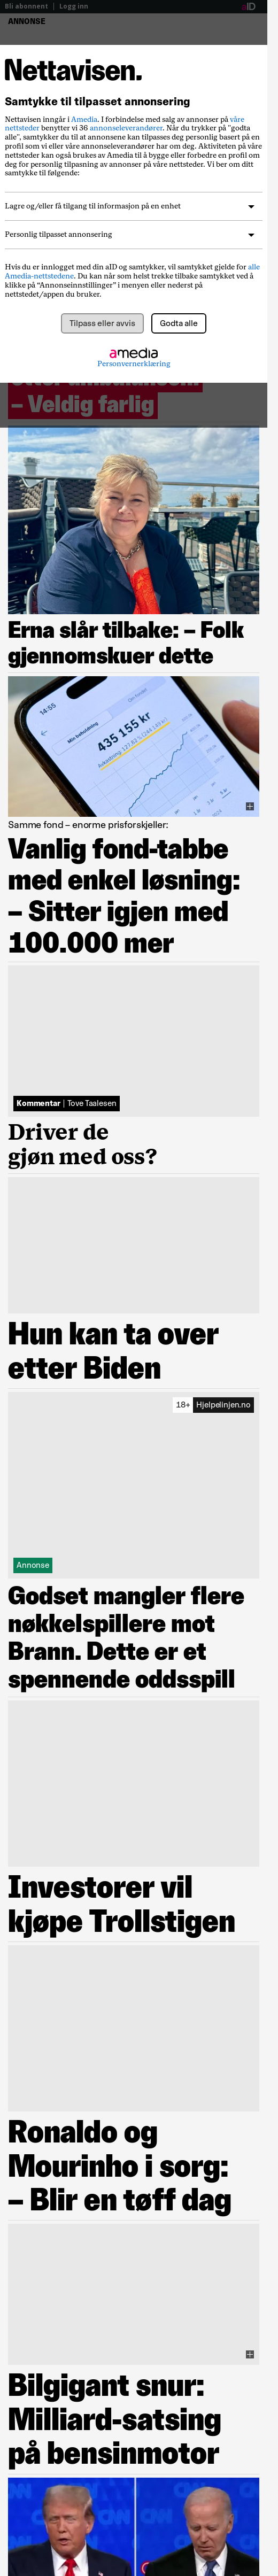 Bli abonnent | Logg inn
aID
ANNONSE
Nettavisen.
Samtykke til tilpasset annonsering
Nettavisen inngår i Amedia. I forbindelse med salg av annonser på våre
nettsteder benytter vi 36 annonseleverandører. Når du trykker på "godta
alle", samtykker du til at annonsene kan tilpasses deg personlig basert på en
profil som vi eller våre annonseleverandører har om deg. Aktiviteten på våre
nettsteder kan også brukes av Amedia til å bygge eller forbedre en profil om
deg for personlig tilpasning av annonser på våre nettsteder. Vi ber om ditt
samtykke til følgende:
Lagre og/eller få tilgang til informasjon på en enhet
Personlig tilpasset annonsering
Hvis du er innlogget med din aID og samtykker, vil samtykket gjelde for alle
Amedia-nettstedene. Du kan når som helst trekke tilbake samtykket ved å
klikke på “Annonseinnstillinger” i menyen eller nederst på
nettstedet/appen du bruker.
Tilpass eller avvis
Godta alle
amedia
Personvernerklæring
– Veldig farlig
Erna slår tilbake: – Folk
gjennomskuer dette
14:55
Min beholdning
435 155 kr
Samme fond – enorme prisforskjeller:
Vanlig fond-tabbe
med enkel løsning:
– Sitter igjen med
100.000 mer
Kommentar | Tove Taalesen
Driver de
gjøn med oss?
Hun kan ta over
etter Biden
18+ Hjelpelinjen.no
Annonse
Godset mangler flere
nøkkelspillere mot
Brann. Dette er et
spennende oddsspill
Investorer vil
kjøpe Trollstigen
Ronaldo og
Mourinho i sorg:
– Blir en tøff dag
Bilgigant snur:
Milliard-satsing
på bensinmotor